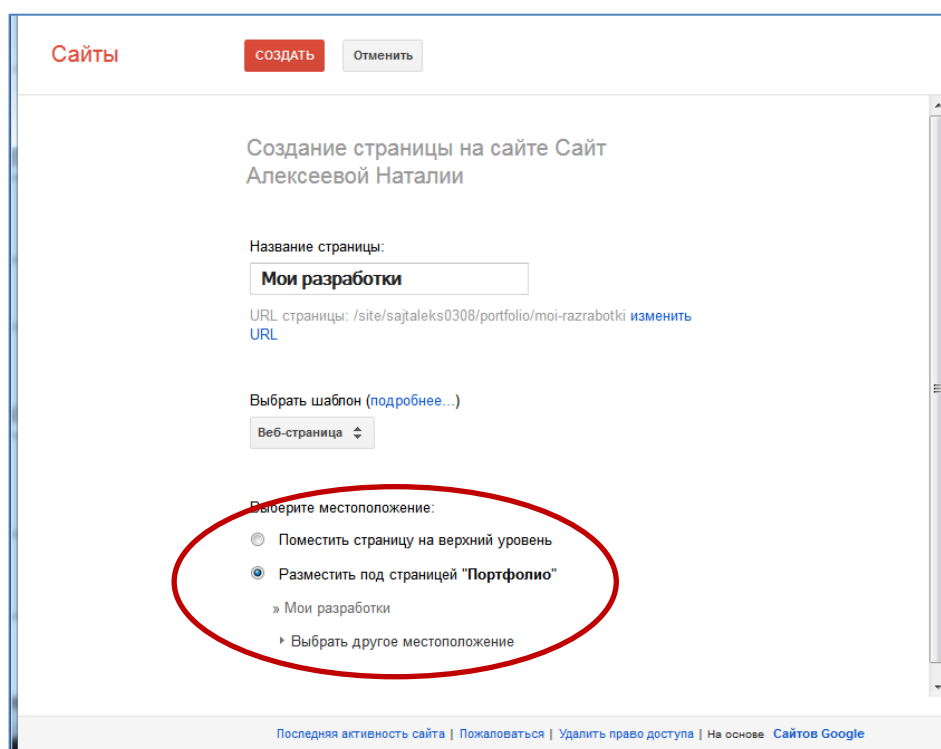 Сайты
СОЗДАТЬ
Отменить
Создание страницы на сайте Сайт
Алексеевой Наталии
Название страницы:
Мои разработки
URL страницы: /site/sajtaleks0308/portfolio/moi-razrabotki изменить
URL
Выбрать шаблон (подробнее...)
Веб-страница
Выберите местоположение:
Поместить страницу на верхний уровень
Разместить под страницей "Портфолио"
» Мои разработки
Выбрать другое местоположение
Последняя активность сайта | Пожаловаться | Удалить право доступа | На основе Сайтов Google